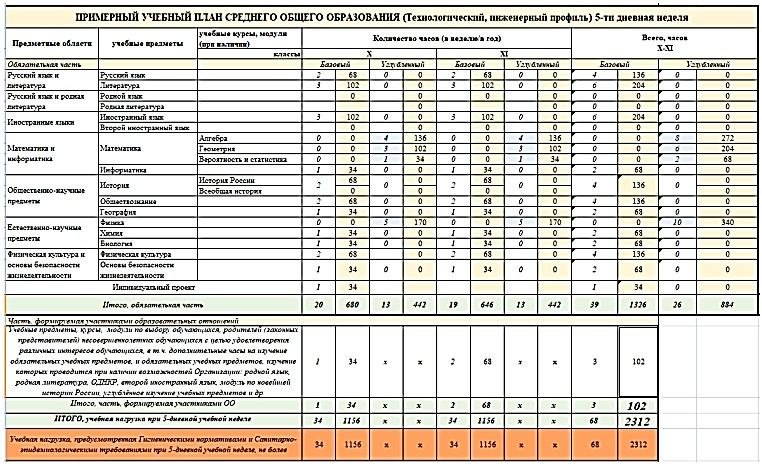 ПРИМЕРНЫЙ УЧЕБНЫЙ ПЛАН СРЕДНЕГО ОБЩЕГО ОБРАЗОВАНИЯ (Технологический, инженерный профиль) 5-ти дневная неделя
Предметные области учебные предметы учебные курсы, модули (при наличии) Количество часов (в неделю/в год) Всего, часов
классы X XI X-XI
Обязательная часть Базовый Углубленный Базовый Углубленный Базовый Углубленный
Русский язык и литература Русский язык 2 68 0 0 2 68 0 0 4 136 0 0
Литература 3 102 0 0 3 102 0 0 6 204 0 0
Русский язык и родная литература Родной язык 0 0 0 0 0 0
Родная литература 0 0 0 0 0 0
Иностранные языки Иностранный язык 3 102 0 0 3 102 0 0 6 204 0 0
Второй иностранный язык 0 0 0 0 0 0
Математика и информатика Математика Алгебра 0 0 4 136 0 0 4 136 0 0 8 272
Геометрия 0 0 3 102 0 0 3 102 0 0 6 204
Вероятность и статистика 0 0 1 34 0 0 1 34 0 0 2 68
Информатика 1 34 0 0 1 34 0 0 2 68 0 0
Общественно-научные предметы История История России 2 68 0 0 2 68 0 0 4 136 0 0
Всеобщая история 0 0
Обществознание 2 68 0 0 2 68 0 0 4 136 0 0
География 1 34 0 0 1 34 0 0 2 68 0 0
Естественно-научные предметы Физика 0 0 5 170 0 0 5 170 0 0 10 340
Химия 1 34 0 0 1 34 0 0 2 68 0 0
Биология 1 34 0 0 1 34 0 0 2 68 0 0
Физическая культура и основы безопасности жизнедеятельности Физическая культура 2 68 0 2 68 0 4 136 0 0
Основы безопасности жизнедеятельности 1 34 0 0 1 34 0 0 2 68 0 0
Индивидуальный проект 1 34 1 34 0 0
Итого, обязательная часть 20 680 13 442 19 646 13 442 39 1326 26 884
Часть, формируемая участниками образовательных отношений
Учебные предметы, курсы, модули по выбору обучающихся, родителей (законных
представителей) несовершеннолетних обучающихся с целью удовлетворения
различных интересов обучающихся, в т.ч. дополнительные часы на изучение
обязательных учебных предметов, и обязательных учебных предметов, изучение
которых проводится при наличии возможностей Организации: родной язык,
родная литература, ОДНКР, второй иностранный язык, модуль по новейшей
истории России, углублённое изучение учебных предметов и др
1 34 x x 2 68 x x 3 102
Итого, часть, формируемая участниками ОО 1 34 x x 2 68 x x 3 102
ИТОГО, учебная нагрузка при 5-дневной учебной неделе 34 1156 x x 34 1156 x x 68 2312
Учебная нагрузка, предусмотренная Гигиеническими нормативами и Санитарно-
эпидемиологическими требованиями при 5-дневной учебной неделе, не более 34 1156 x x 34 1156 x x 68 2312